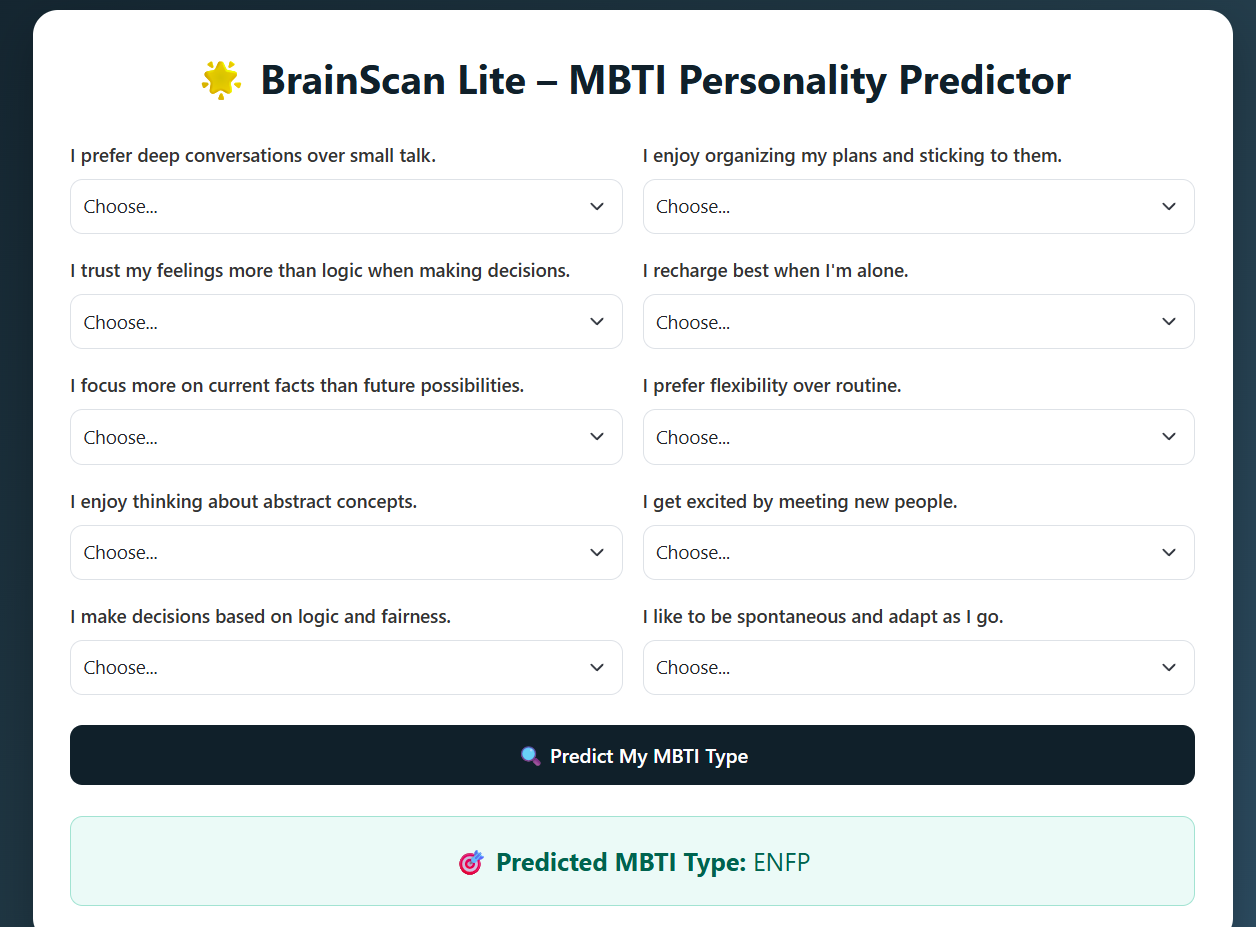 BrainScan Lite – MBTI Personality Predictor
I prefer deep conversations over small talk.
I enjoy organizing my plans and sticking to them.
Choose...
Choose...
I trust my feelings more than logic when making decisions.
I recharge best when I'm alone.
Choose...
Choose...
I focus more on current facts than future possibilities.
I prefer flexibility over routine.
Choose...
Choose...
I enjoy thinking about abstract concepts.
I get excited by meeting new people.
Choose...
Choose...
I make decisions based on logic and fairness.
I like to be spontaneous and adapt as I go.
Choose...
Choose...
Predict My MBTI Type
Predicted MBTI Type: ENFP